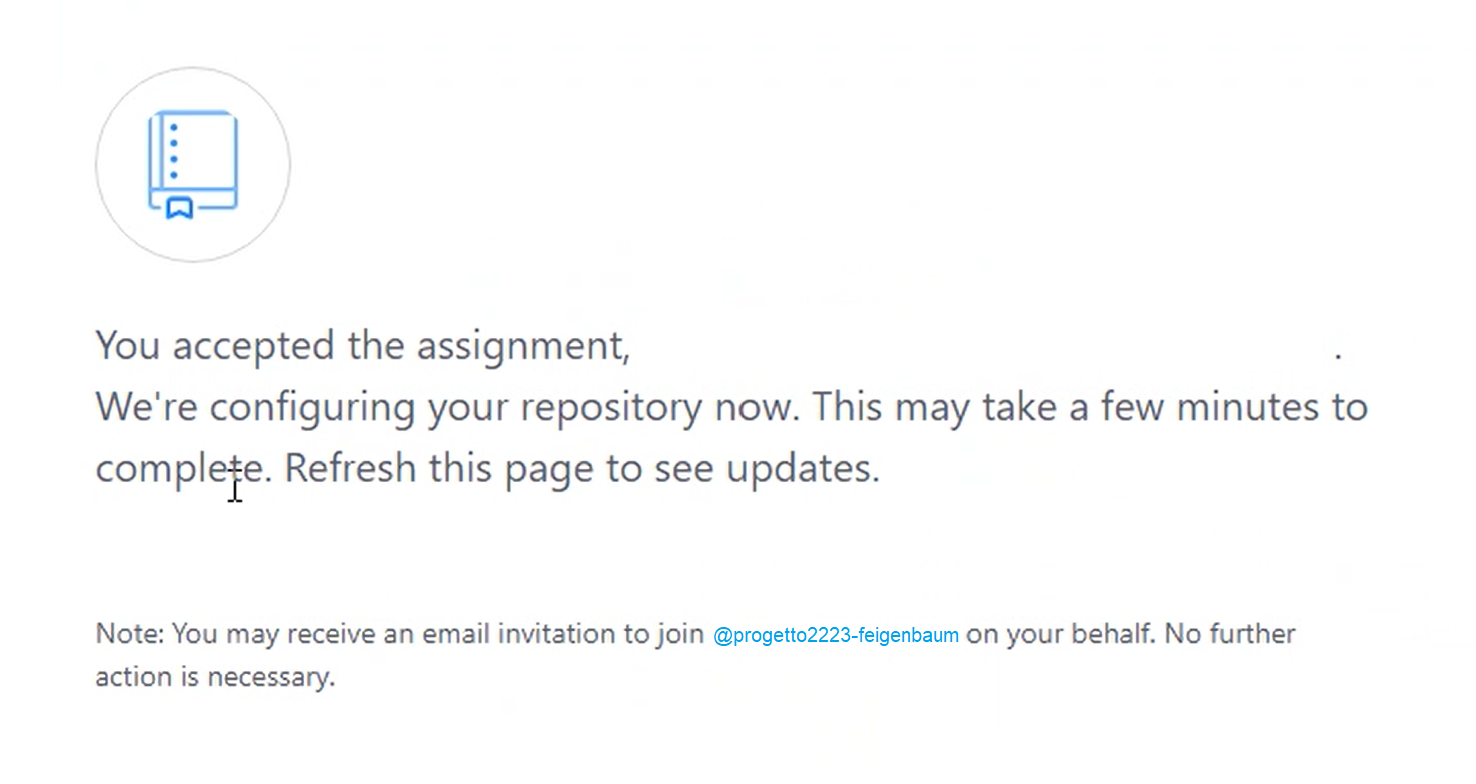 You accepted the assignment, .
We're configuring your repository now. This may take a few minutes to
complete. Refresh this page to see updates.
Note: You may receive an email invitation to join @progetto2223-feigenbaum on your behalf. No further
action is necessary.